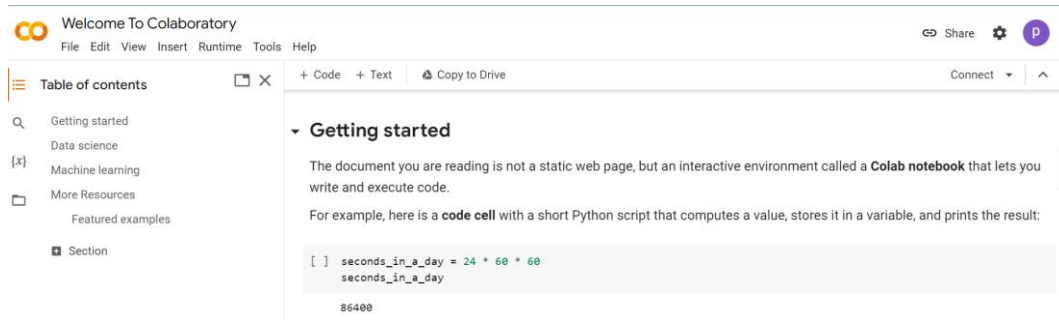 Welcome To Colaboratory
File Edit View Insert Runtime Tools Help
Share
P
Table of contents
+ Code + Text Copy to Drive
Connect
Getting started
Data science
{x}
Machine learning
More Resources
Featured examples
Section
Getting started
The document you are reading is not a static web page, but an interactive environment called a Colab notebook that lets you
write and execute code.
For example, here is a code cell with a short Python script that computes a value, stores it in a variable, and prints the result:
[ ] seconds_in_a_day = 24 * 60 * 60
seconds_in_a_day
86400